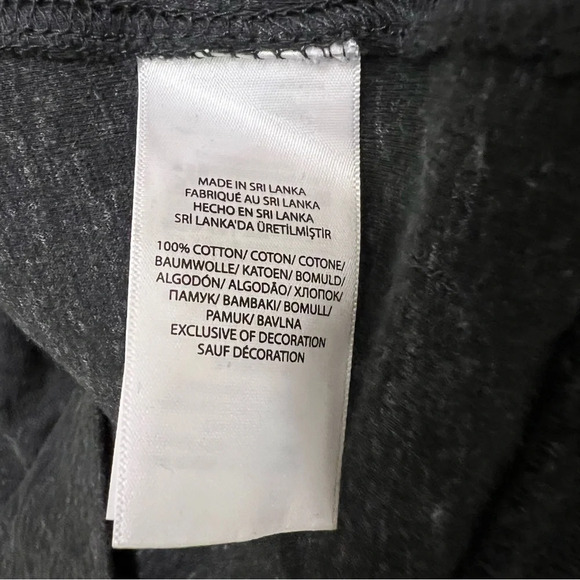 MADE IN SRI LANKA
FABRIQUÉ AU SRI LANKA
HECHO EN SRI LANKA
SRI LANKA'DA ÜRETİLMİŞTİR
100% COTTON/ COTON/ COTONE/
BAUMWOLLE/ KATOEN/ BOMULD/
ALGODÓN/ ALGODÃO/ ХЛОПОК/
ПАМУК/ BAMBAKI/ BOMULL/
PAMUK/ BAVLNA
EXCLUSIVE OF DECORATION
SAUF DÉCORATION